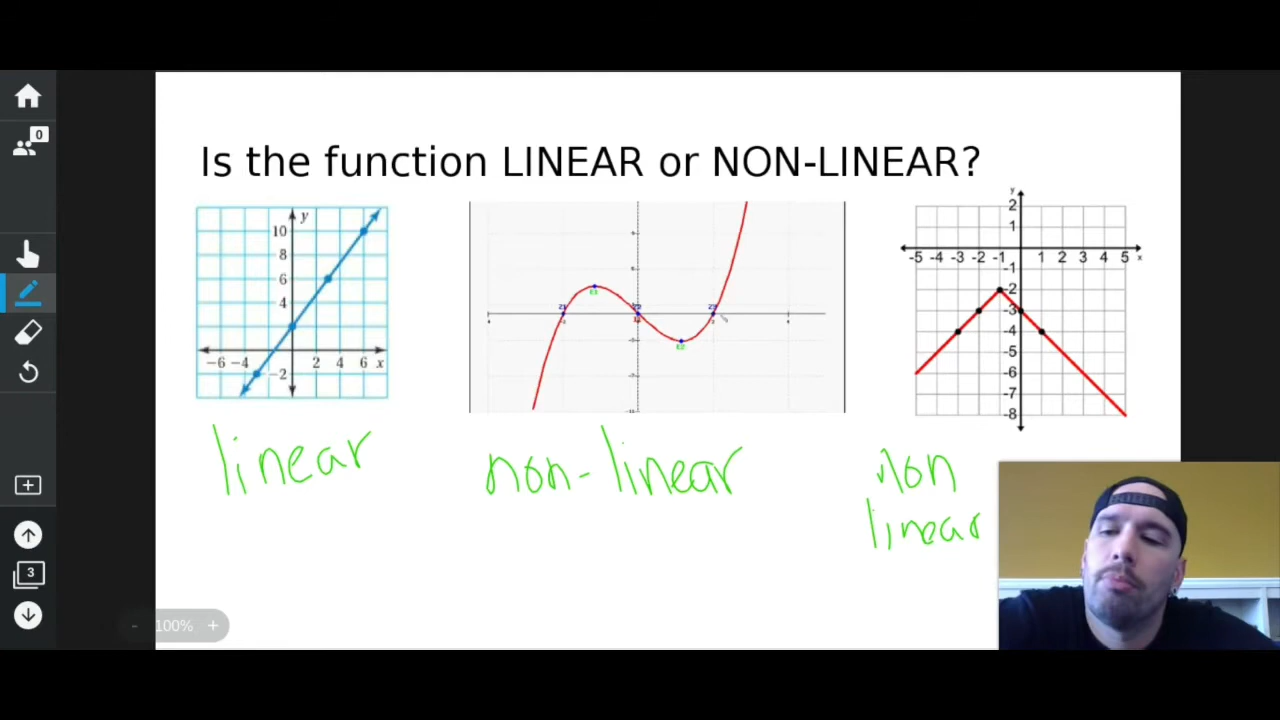 0
Is the function LINEAR or NON-LINEAR?
y
10
8
6
4
-2
-6 -4 2 4 6 x
y
2
1
-5 -4 -3 -2 -1 1 2 3 4 5 x
-1
-2
-3
-4
-5
-6
-7
-8
linear
non-linear
non
linear
3
- 100% +